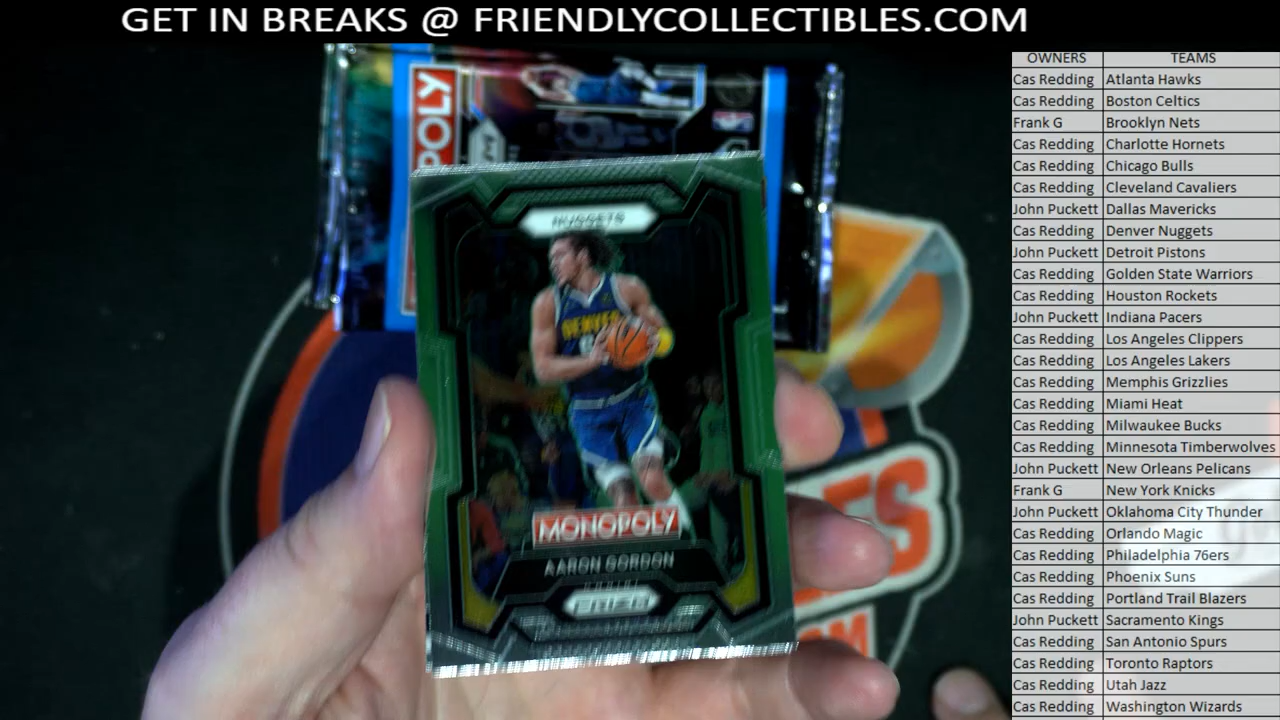 GET IN BREAKS @ FRIENDLYCOLLECTIBLES.COM
OWNERS TEAMS
Cas Redding Atlanta Hawks
Cas Redding Boston Celtics
Frank G Brooklyn Nets
Cas Redding Charlotte Hornets
Cas Redding Chicago Bulls
Cas Redding Cleveland Cavaliers
John Puckett Dallas Mavericks
Cas Redding Denver Nuggets
John Puckett Detroit Pistons
Cas Redding Golden State Warriors
Cas Redding Houston Rockets
John Puckett Indiana Pacers
Cas Redding Los Angeles Clippers
Cas Redding Los Angeles Lakers
Cas Redding Memphis Grizzlies
Cas Redding Miami Heat
Cas Redding Milwaukee Bucks
Cas Redding Minnesota Timberwolves
John Puckett New Orleans Pelicans
Frank G New York Knicks
John Puckett Oklahoma City Thunder
Cas Redding Orlando Magic
Cas Redding Philadelphia 76ers
Cas Redding Phoenix Suns
Cas Redding Portland Trail Blazers
John Puckett Sacramento Kings
Cas Redding San Antonio Spurs
Cas Redding Toronto Raptors
Cas Redding Utah Jazz
Cas Redding Washington Wizards
POLY
NUGGETS
DENVER
MONOPOLY
AARON GORDON
PANINI
PRIZM